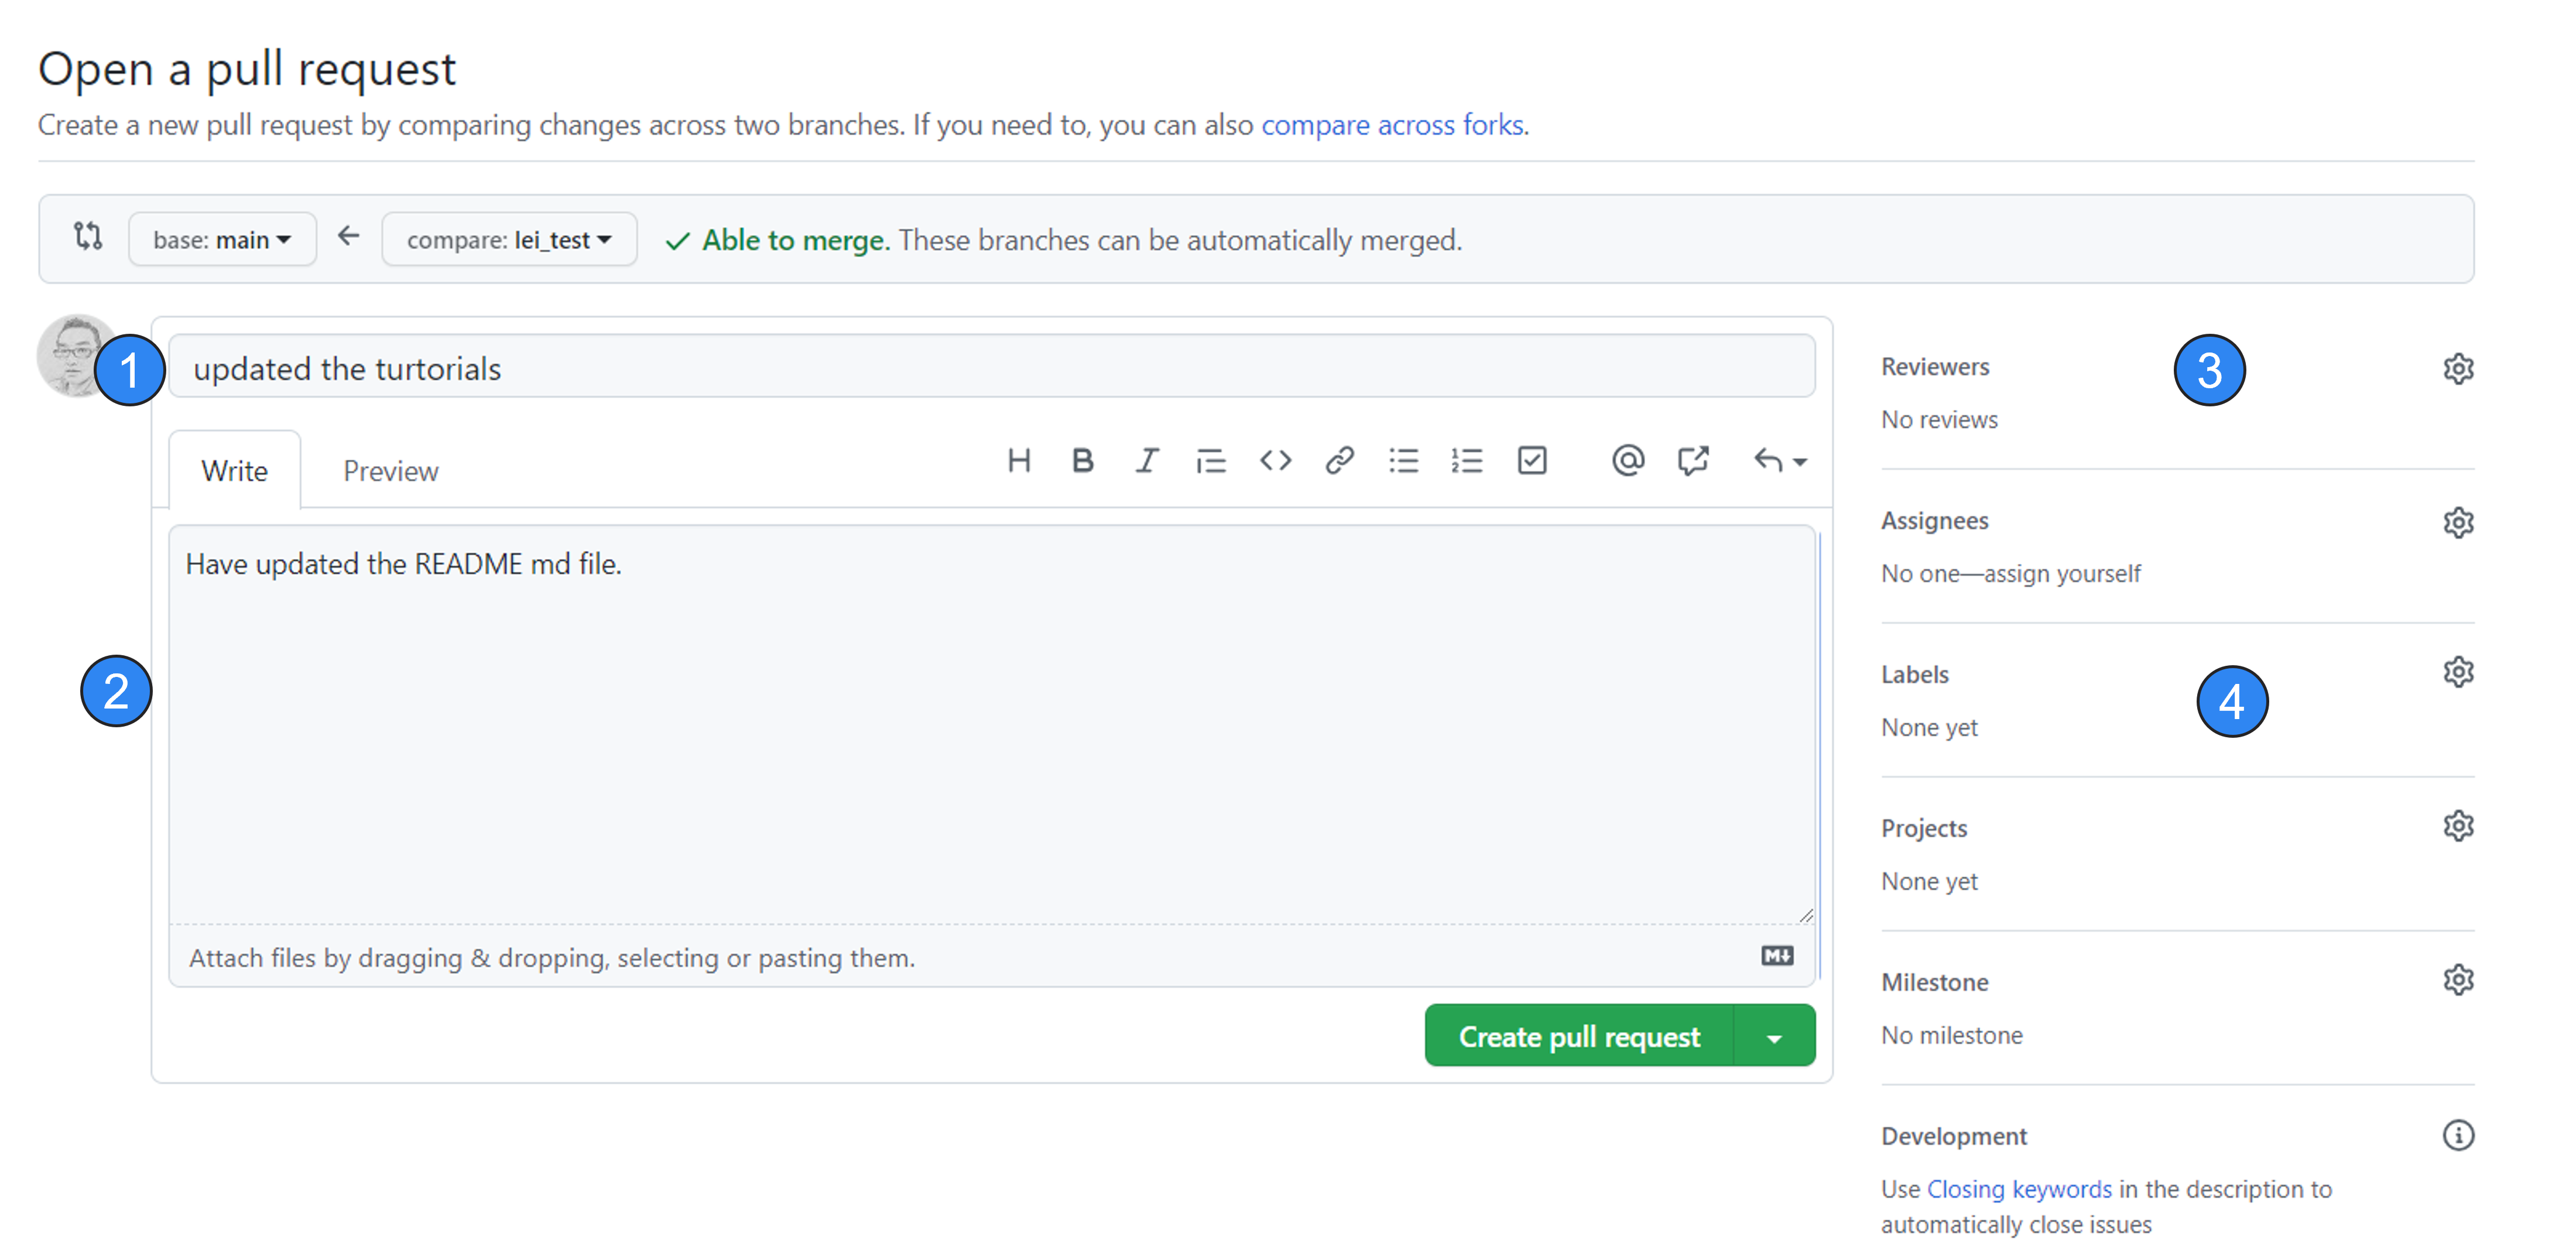 Open a pull request
Create a new pull request by comparing changes across two branches. If you need to, you can also compare across forks.
base: main
compare: lei_test
Able to merge. These branches can be automatically merged.
1
updated the turtorials
Write
Preview
H B I
Have updated the README md file.
2
Attach files by dragging & dropping, selecting or pasting them.
M
Create pull request
Reviewers
3
No reviews
Assignees
No one—assign yourself
Labels
4
None yet
Projects
None yet
Milestone
No milestone
Development
Use Closing keywords in the description to
automatically close issues